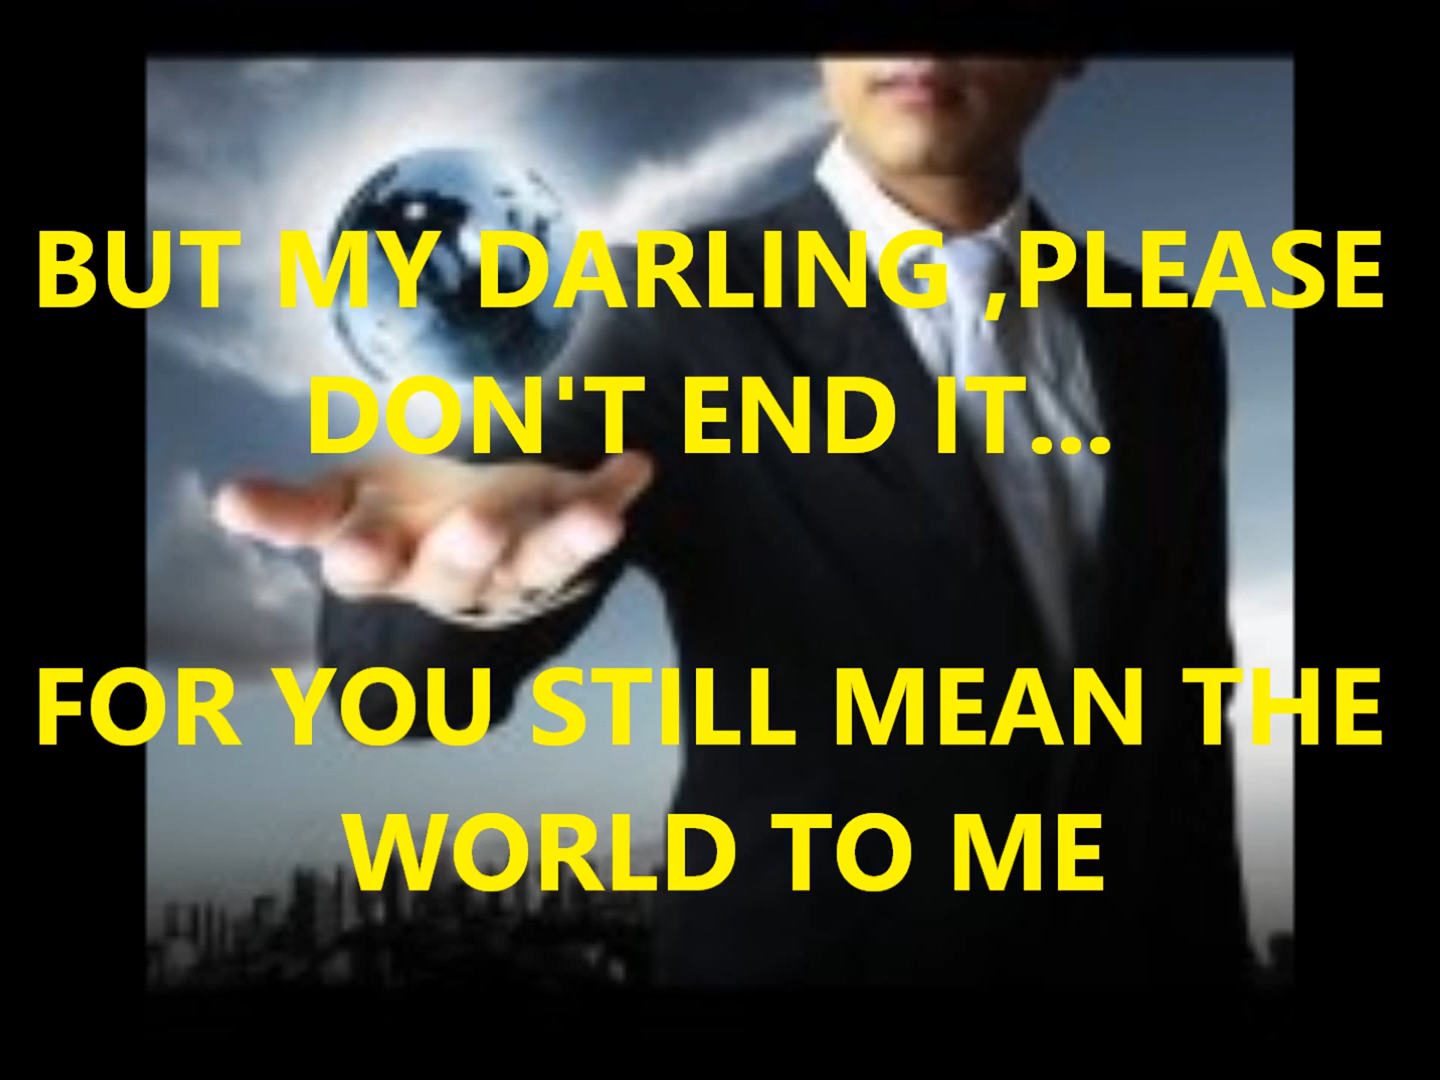 BUT MY DARLING ,PLEASE
DON'T END IT...
FOR YOU STILL MEAN THE
WORLD TO ME